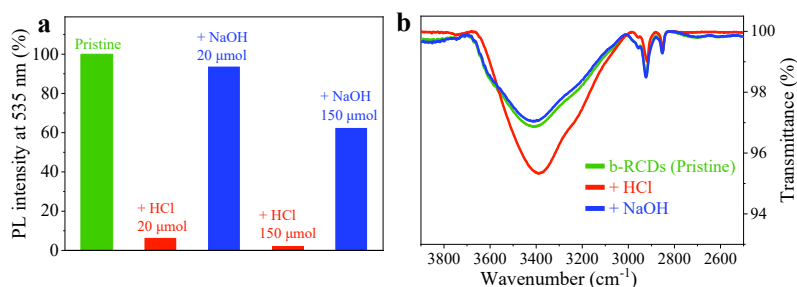 a
PL intensity at 535 nm (%)
100
80
60
40
20
0
Pristine
+ HCl
20 μmol
+ NaOH
20 μmol
+ HCl
150 μmol
+ NaOH
150 μmol
b
b-RCDs (Pristine)
+ HCl
+ NaOH
3900 3600 3400 3200 3000 2800 2600
Wavenumber (cm-1)
100
98
96
94
Transmittance (%)